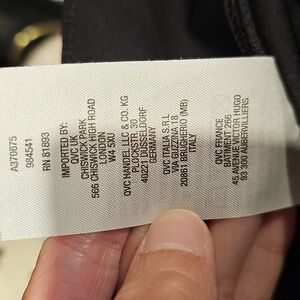 A370675
984541
RN 81803
IMPORTED BY:
QVC UK
CHISWICK PARK
566 CHISWICK HIGH ROAD
LONDON
W4 5XU
QVC HANDEL LLC & CO. KG
PLOCKSTR. 30
40221 DUSSELDORF
GERMANY
QVC ITALIA S.R.L
VIA GUZZINA 18
20861 BRUGHERIO (MB)
ITALY
QVC FRANCE
BATIMENT 266
45 AVENUE VICTOR HUGO
93 300 AUBERVILLIERS